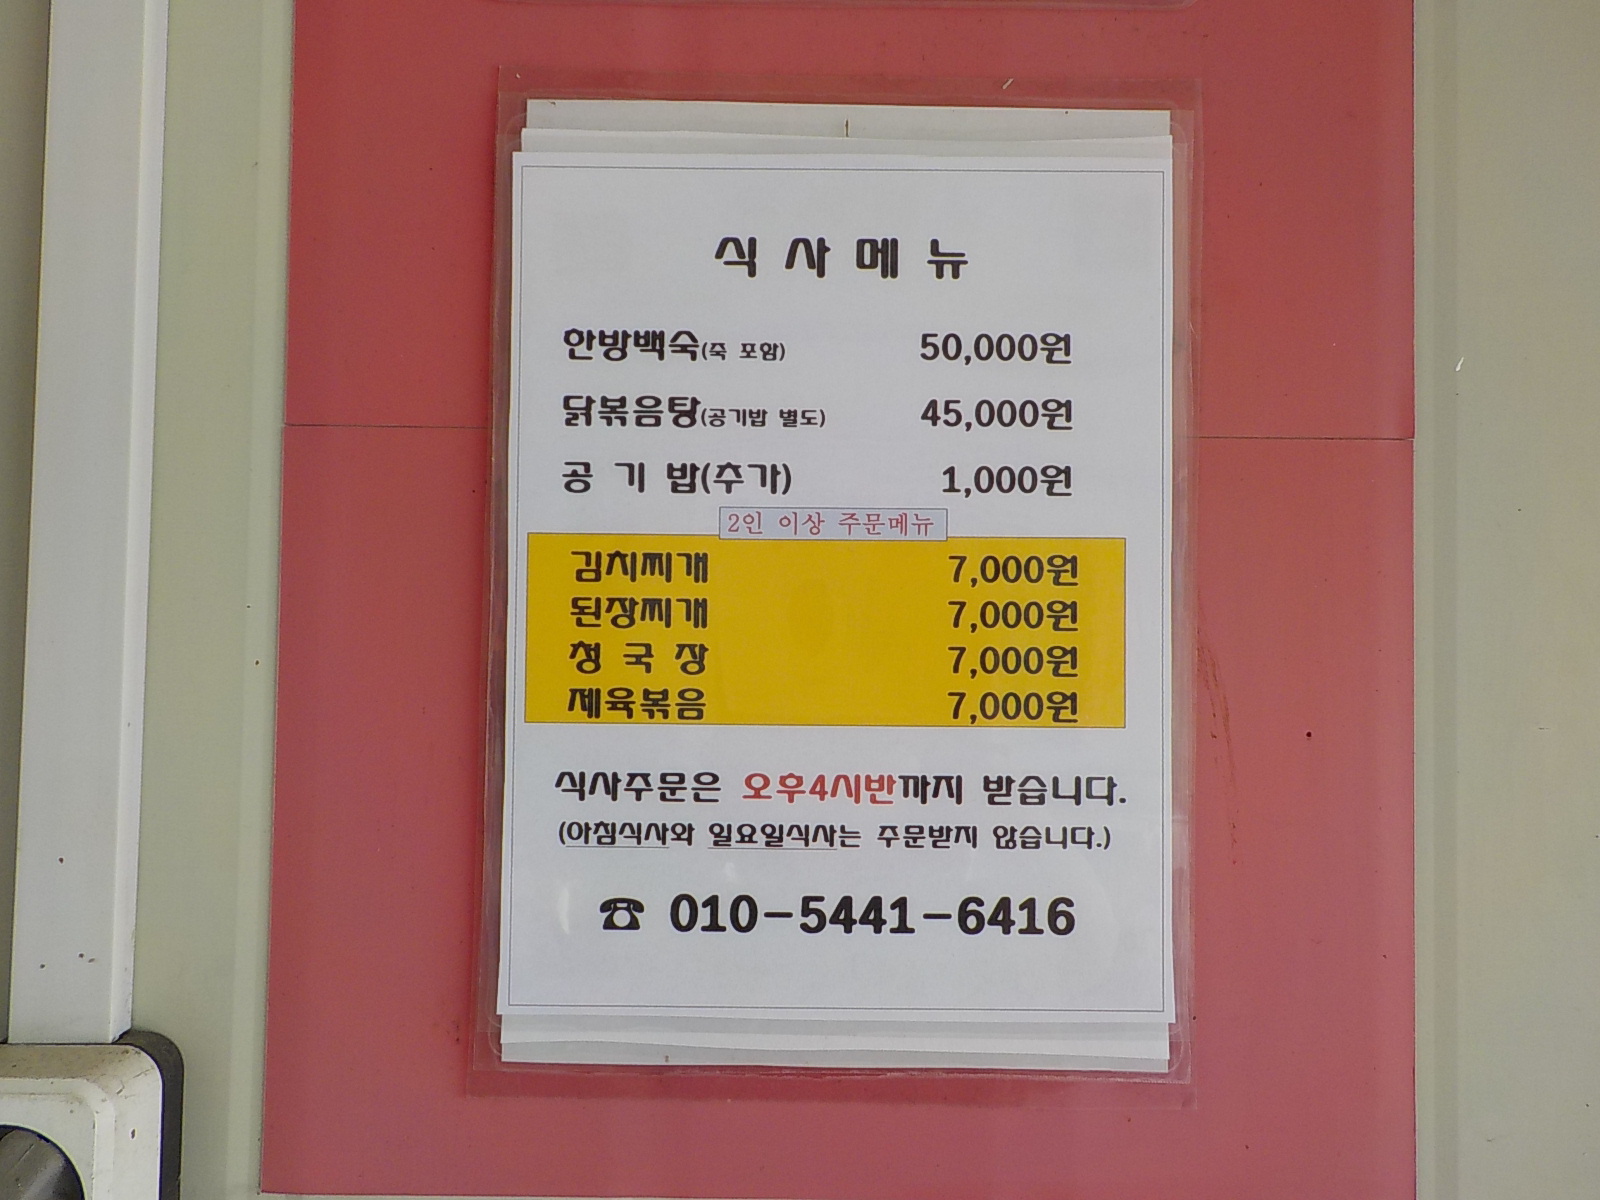 식 사 메 뉴
한방백숙(죽 포함) 50,000원
닭볶음탕(공기밥 별도) 45,000원
공 기 밥(추가) 1,000원
2인 이상 주문메뉴
김치찌개 7,000원
된장찌개 7,000원
청 국 장 7,000원
제육볶음 7,000원
식사주문은 오후4시반까지 받습니다.
(아침식사와 일요일식사는 주문받지 않습니다.)
☎ 010-5441-6416